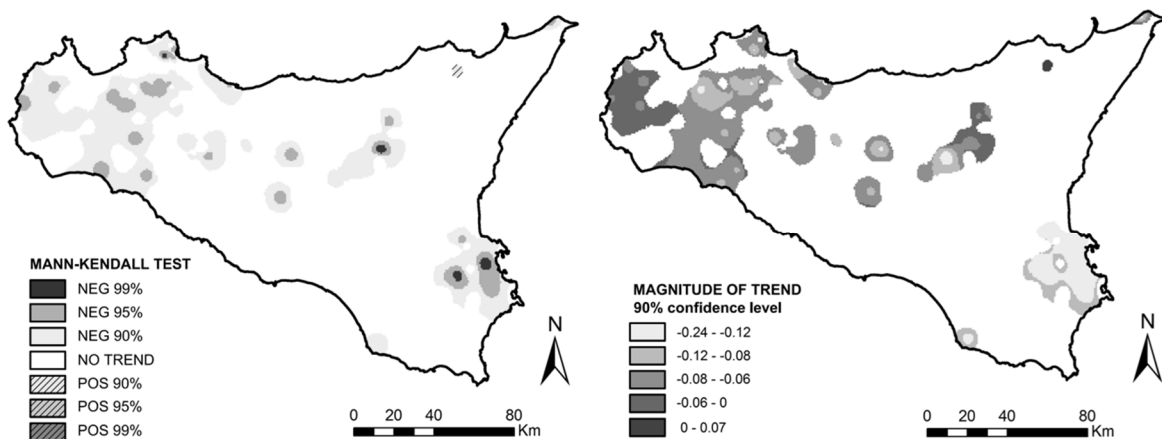 MANN-KENDALL TEST
NEG 99%
NEG 95%
NEG 90%
NO TREND
POS 90%
POS 95%
POS 99%
N
0 20 40 80
Km
MAGNITUDE OF TREND
90% confidence level
-0.24 - -0.12
-0.12 - -0.08
-0.08 - -0.06
-0.06 - 0
0 - 0.07
N
0 20 40 80
Km